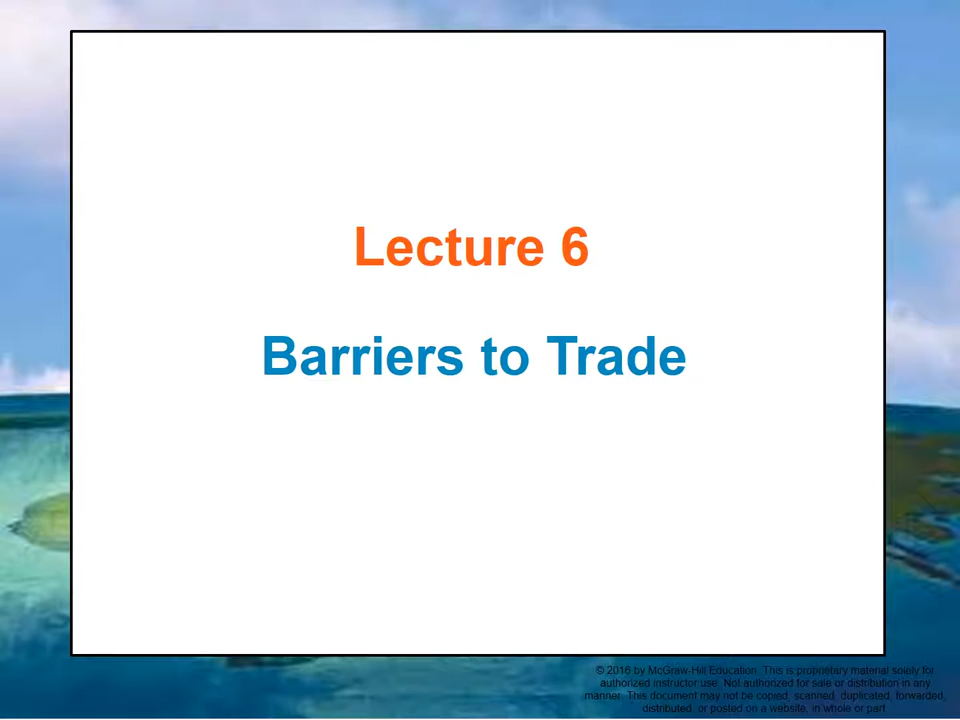 Lecture 6
Barriers to Trade
© 2016 by McGraw-Hill Education. This is proprietary material solely for
authorized instructor use. Not authorized for sale or distribution in any
manner. This document may not be copied, scanned, duplicated, forwarded,
distributed, or posted on a website, in whole or part.